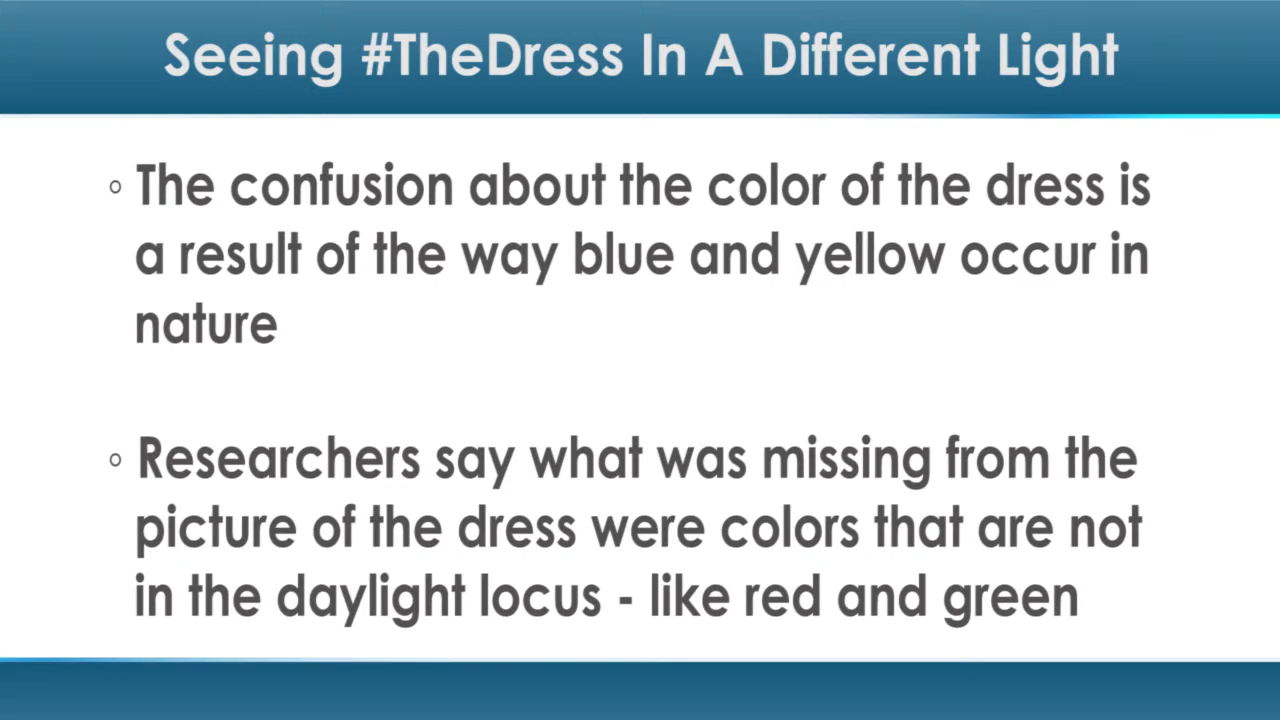 Seeing #TheDress In A Different Light
◦ The confusion about the color of the dress is
a result of the way blue and yellow occur in
nature
◦ Researchers say what was missing from the
picture of the dress were colors that are not
in the daylight locus - like red and green